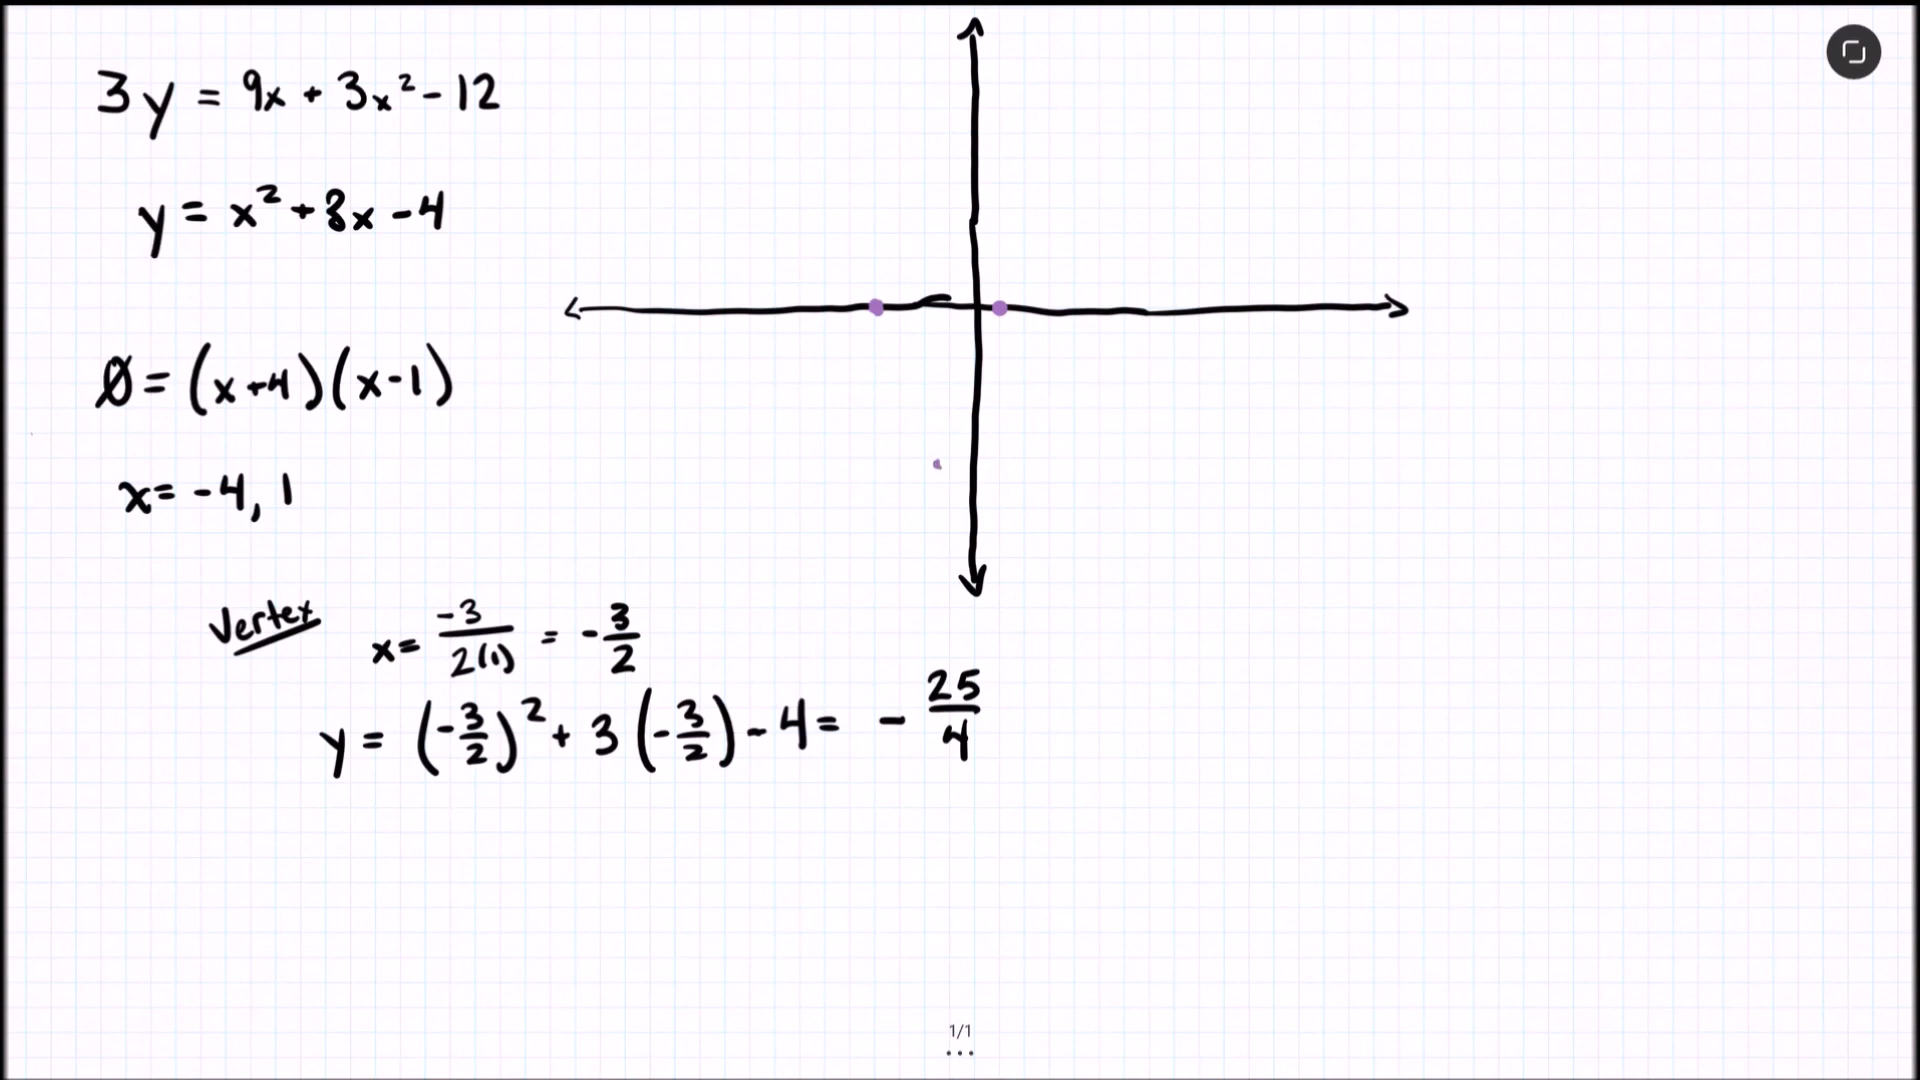 3y = 9x + 3x² - 12
y = x² + 3x - 4
0 = (x+4)(x-1)
x = -4, 1
Vertex x = -3/2(1) = -3/2
y = (-3/2)² + 3(-3/2) - 4 = -25/4
1/1